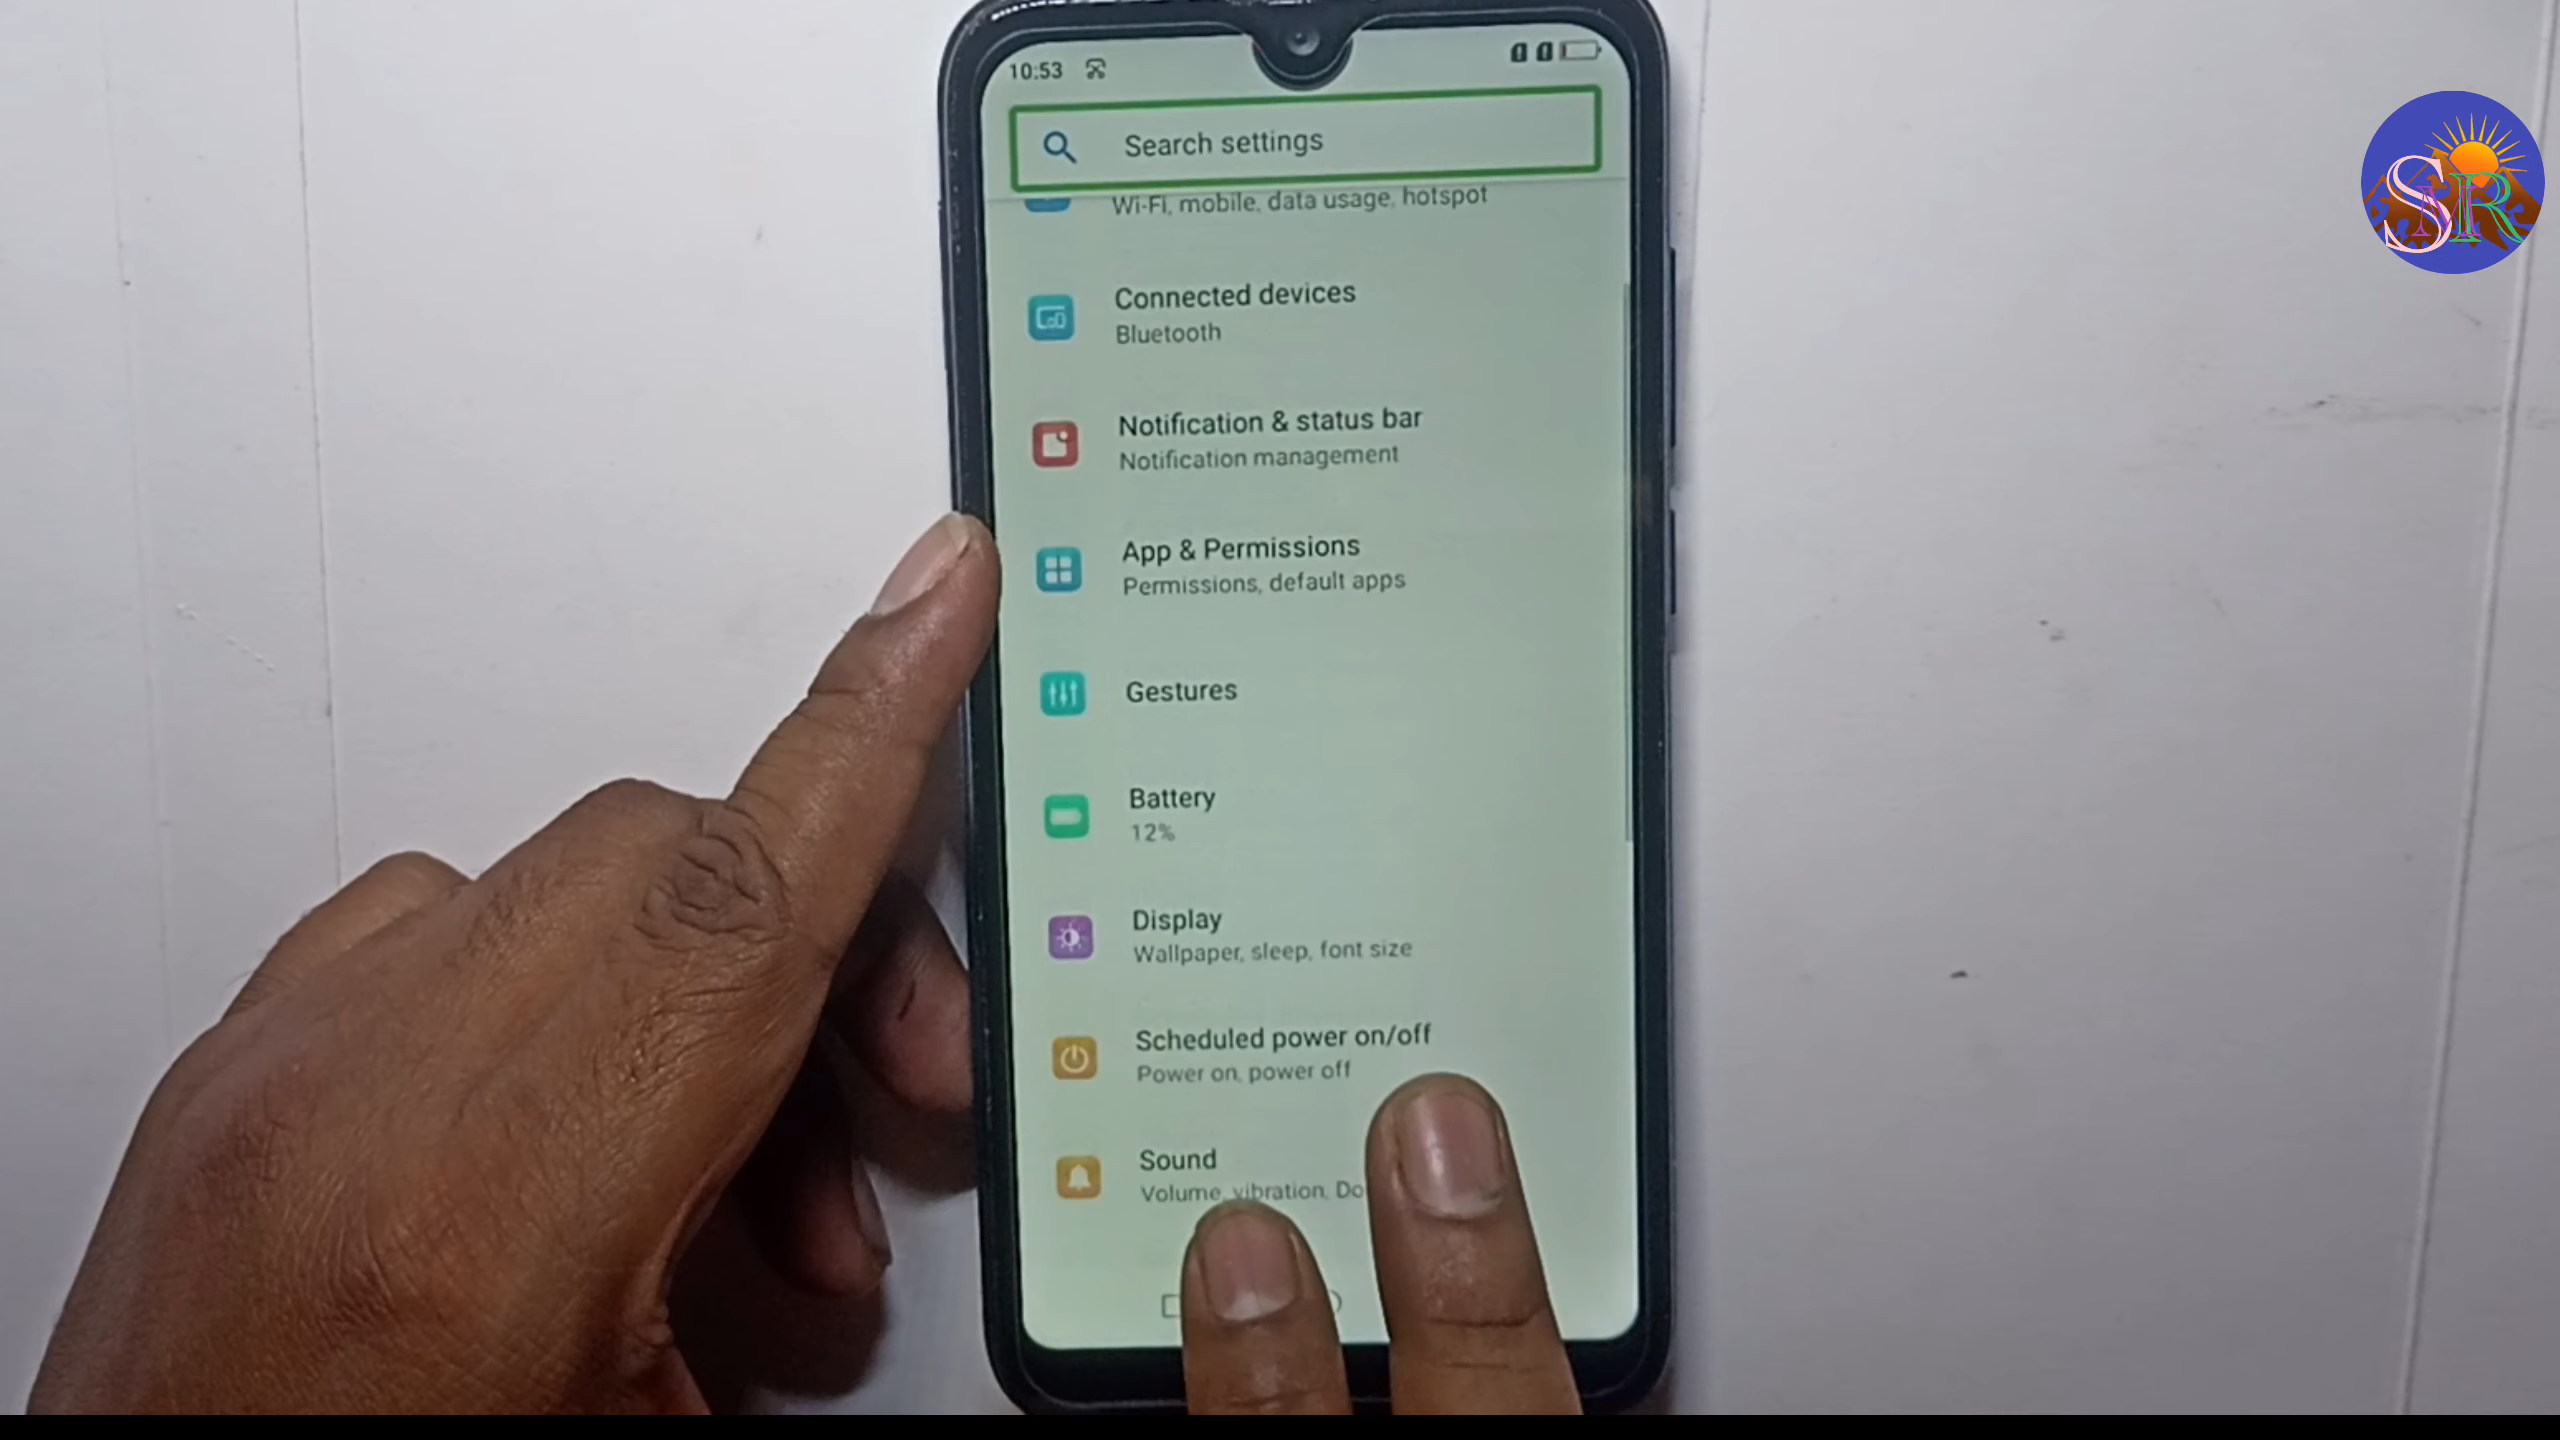 10:53
Search settings
Wi-Fi, mobile, data usage, hotspot
Connected devices
Bluetooth
Notification & status bar
Notification management
App & Permissions
Permissions, default apps
Gestures
Battery
12%
Display
Wallpaper, sleep, font size
Scheduled power on/off
Power on, power off
Sound
Volume, vibration, Do
SMR